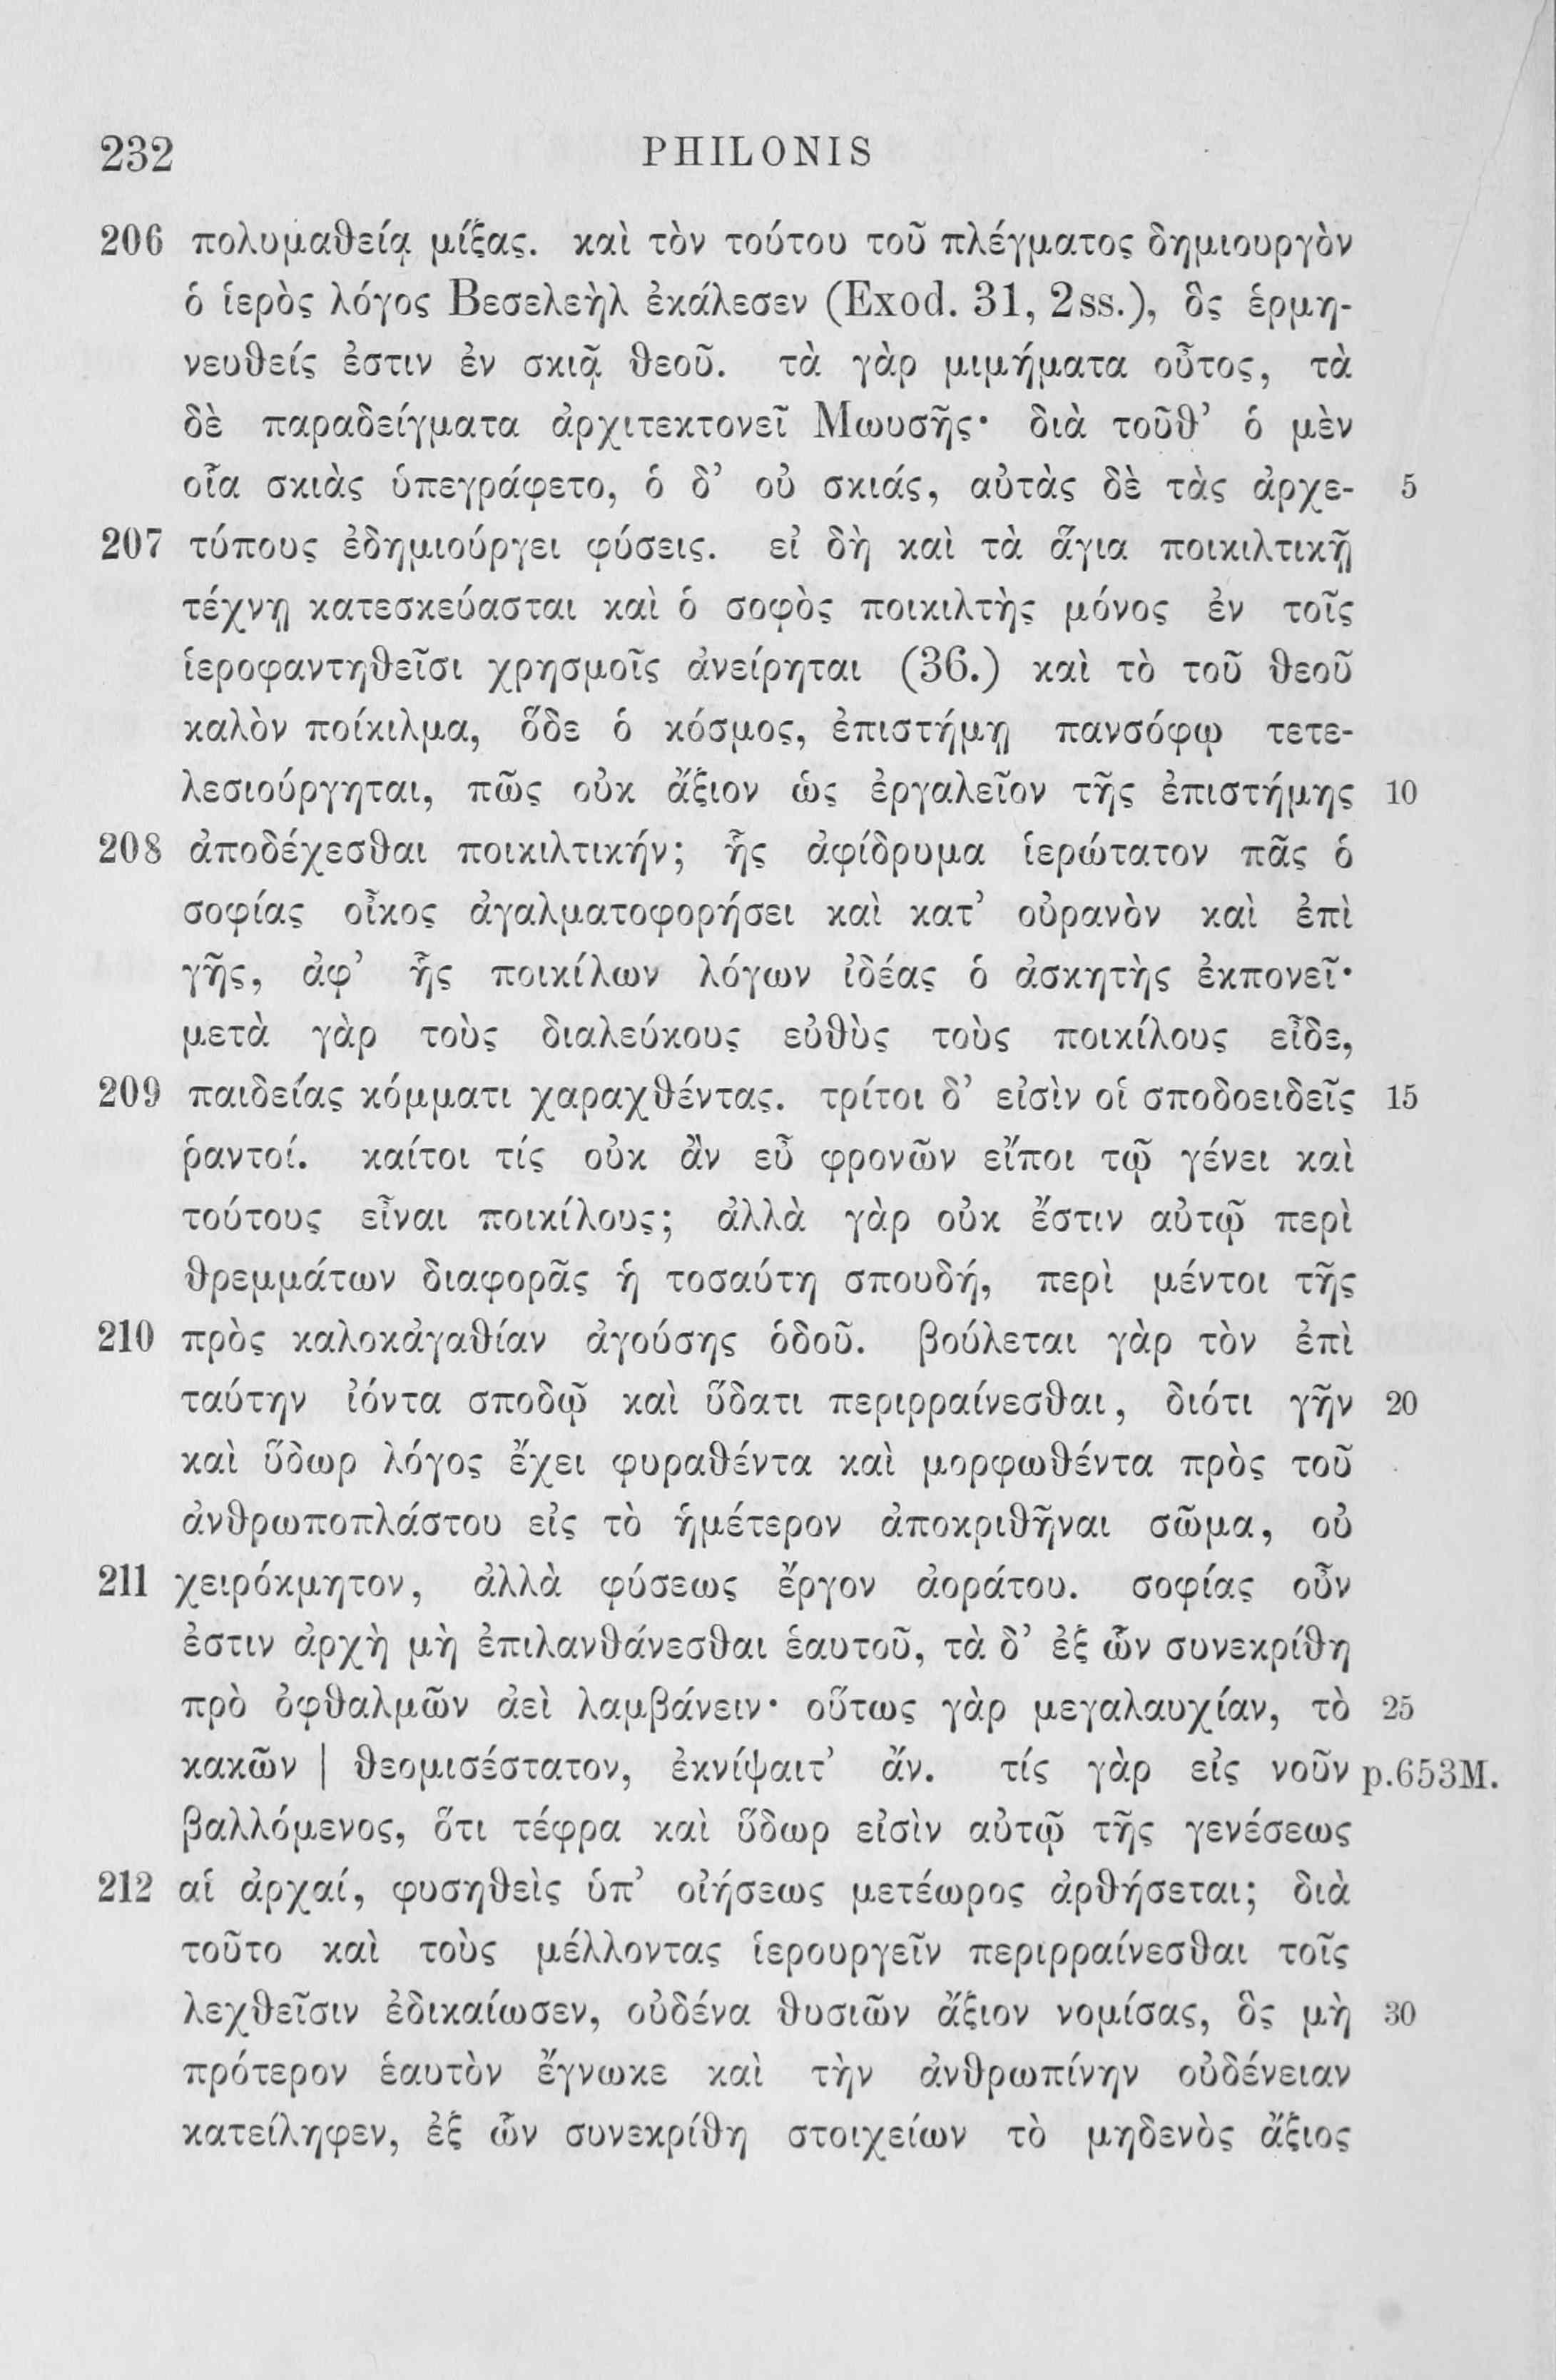 232 PHILONIS
206 πολυμαθείᾳ μίξας. καὶ τὸν τούτου τοῦ πλέγματος δημιουργὸν
ὁ ἱερὸς λόγος Βεσελεὴλ ἐκάλεσεν (Exod. 31, 2 ss.), ὃς ἑρμη-
νευθείς ἐστιν ἐν σκιᾷ θεοῦ. τὰ γὰρ μιμήματα οὗτος, τὰ
δὲ παραδείγματα ἀρχιτεκτονεῖ Μωυσῆς· διὰ τοῦθ’ ὁ μὲν
οἷα σκιὰς ὑπεγράφετο, ὁ δ’ οὐ σκιάς, αὐτὰς δὲ τὰς ἀρχε- 5
207 τύπους ἐδημιούργει φύσεις. εἰ δὴ καὶ τὰ ἅγια ποικιλτικῇ
τέχνῃ κατεσκεύασται καὶ ὁ σοφὸς ποικιλτὴς μόνος ἐν τοῖς
ἱεροφαντηθεῖσι χρησμοῖς ἀνείρηται (36.) καὶ τὸ τοῦ θεοῦ
καλὸν ποίκιλμα, ὅδε ὁ κόσμος, ἐπιστήμῃ πανσόφῳ τετε-
λεσιούργηται, πῶς οὐκ ἄξιον ὡς ἐργαλεῖον τῆς ἐπιστήμης 10
208 ἀποδέχεσθαι ποικιλτικήν; ἧς ἀφίδρυμα ἱερώτατον πᾶς ὁ
σοφίας οἶκος ἀγαλματοφορήσει καὶ κατ’ οὐρανὸν καὶ ἐπὶ
γῆς, ἀφ’ ἧς ποικίλων λόγων ἰδέας ὁ ἀσκητὴς ἐκπονεῖ·
μετὰ γὰρ τοὺς διαλεύκους εὐθὺς τοὺς ποικίλους εἶδε,
209 παιδείας κόμματι χαραχθέντας. τρίτοι δ’ εἰσὶν οἱ σποδοειδεῖς 15
ῥαντοί. καίτοι τίς οὐκ ἂν εὖ φρονῶν εἴποι τῷ γένει καὶ
τούτους εἶναι ποικίλους; ἀλλὰ γὰρ οὐκ ἔστιν αὐτῷ περὶ
θρεμμάτων διαφορᾶς ἡ τοσαύτη σπουδή, περὶ μέντοι τῆς
210 πρὸς καλοκἀγαθίαν ἀγούσης ὁδοῦ. βούλεται γὰρ τὸν ἐπὶ
ταύτην ἰόντα σποδῷ καὶ ὕδατι περιρραίνεσθαι, διότι γῆν 20
καὶ ὕδωρ λόγος ἔχει φυραθέντα καὶ μορφωθέντα πρὸς τοῦ
ἀνθρωποπλάστου εἰς τὸ ἡμέτερον ἀποκριθῆναι σῶμα, οὐ
211 χειρόκμητον, ἀλλὰ φύσεως ἔργον ἀοράτου. σοφίας οὖν
ἐστιν ἀρχὴ μὴ ἐπιλανθάνεσθαι ἑαυτοῦ, τὰ δ’ ἐξ ὧν συνεκρίθη
πρὸ ὀφθαλμῶν ἀεὶ λαμβάνειν· οὕτως γὰρ μεγαλαυχίαν, τὸ 25
κακῶν | θεομισέστατον, ἐκνίψαιτ’ ἄν. τίς γὰρ εἰς νοῦν p.653M.
βαλλόμενος, ὅτι τέφρα καὶ ὕδωρ εἰσὶν αὐτῷ τῆς γενέσεως
212 αἱ ἀρχαί, φυσηθεὶς ὑπ’ οἰήσεως μετέωρος ἀρθήσεται; διὰ
τοῦτο καὶ τοὺς μέλλοντας ἱερουργεῖν περιρραίνεσθαι τοῖς
λεχθεῖσιν ἐδικαίωσεν, οὐδένα θυσιῶν ἄξιον νομίσας, ὃς μὴ 30
πρότερον ἑαυτὸν ἔγνωκε καὶ τὴν ἀνθρωπίνην οὐδένειαν
κατείληφεν, ἐξ ὧν συνεκρίθη στοιχείων τὸ μηδενὸς ἄξιος